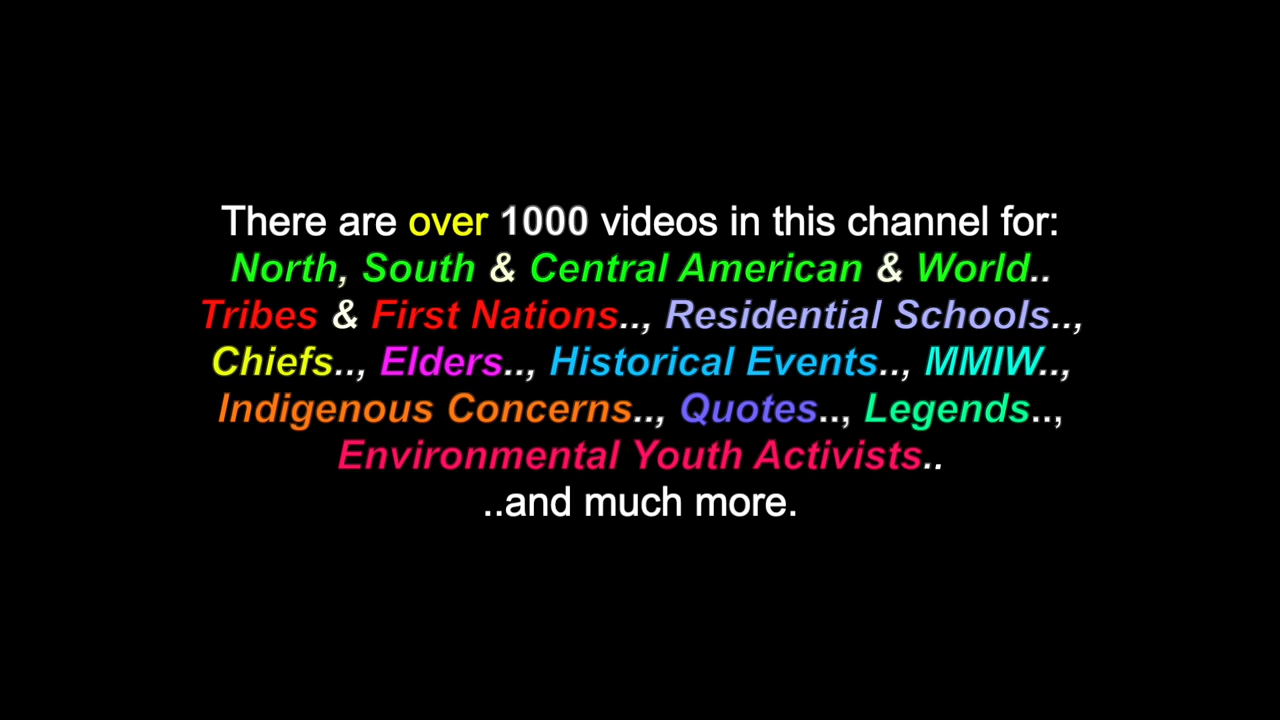 There are over 1000 videos in this channel for:
North, South & Central American & World..
Tribes & First Nations.., Residential Schools..,
Chiefs.., Elders.., Historical Events.., MMIW..,
Indigenous Concerns.., Quotes.., Legends..,
Environmental Youth Activists..
..and much more.